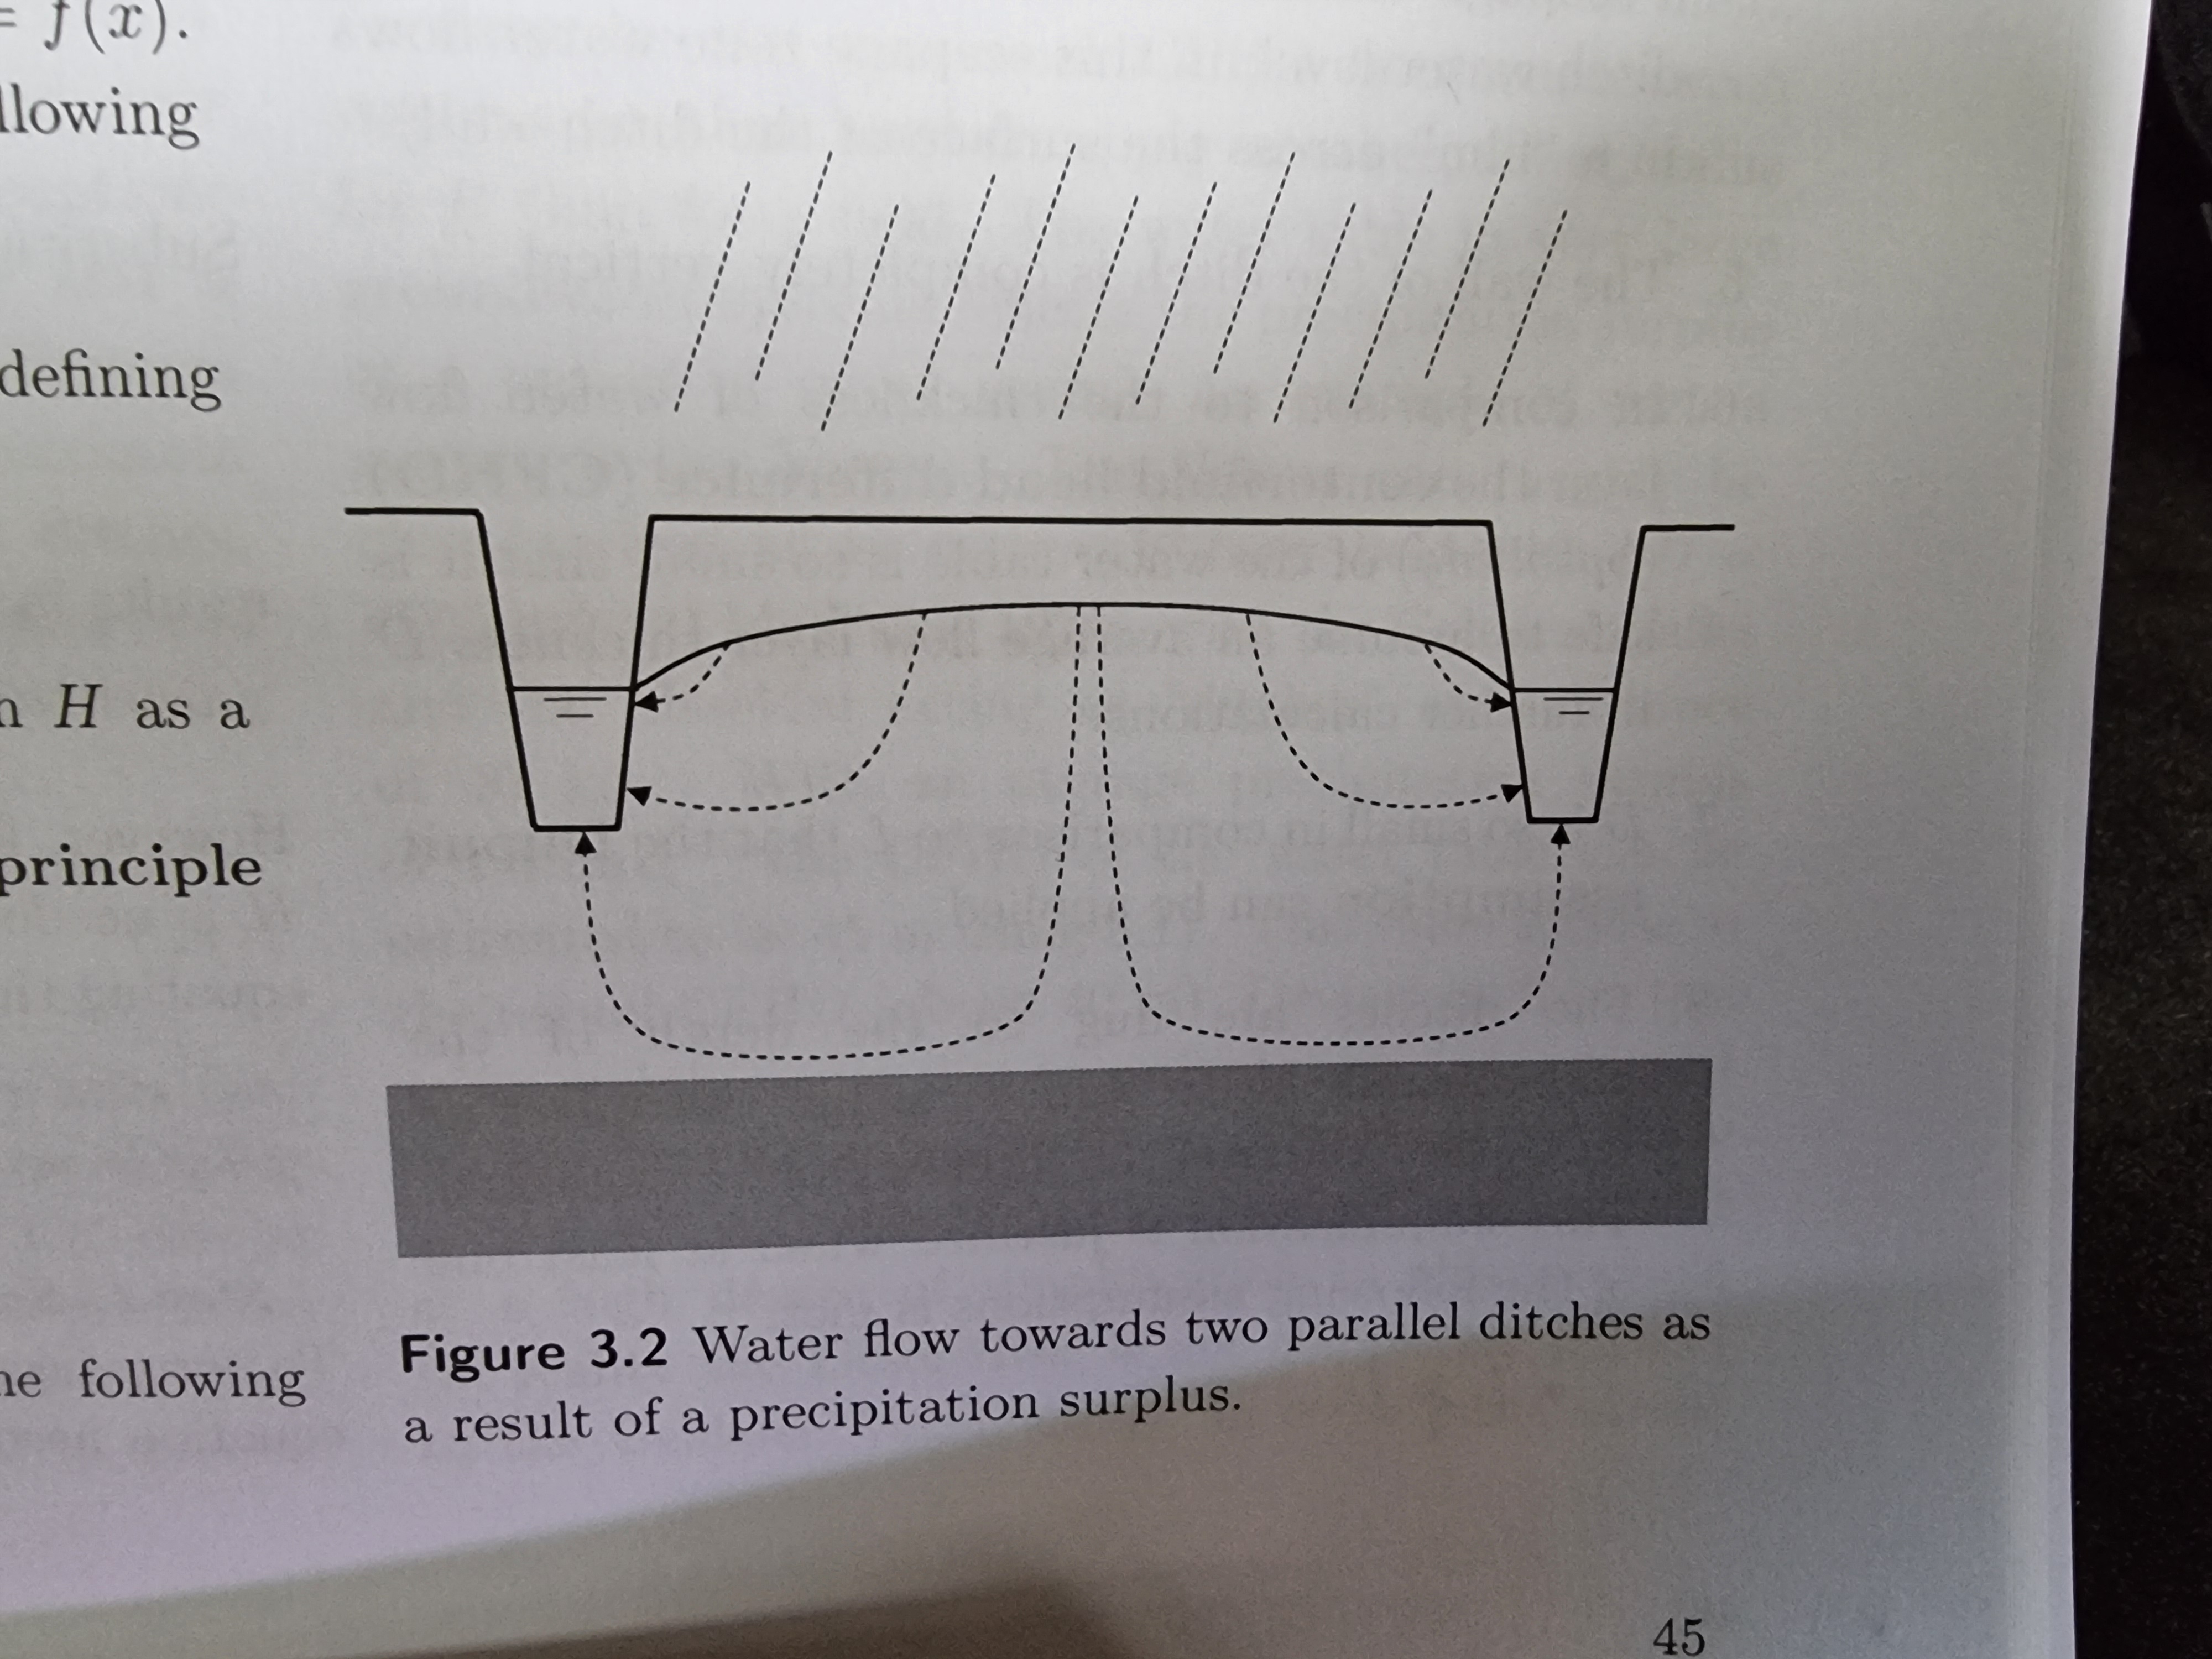 = f(x).
llowing
defining
n H as a
principle
ne following
Figure 3.2 Water flow towards two parallel ditches as
a result of a precipitation surplus.
45